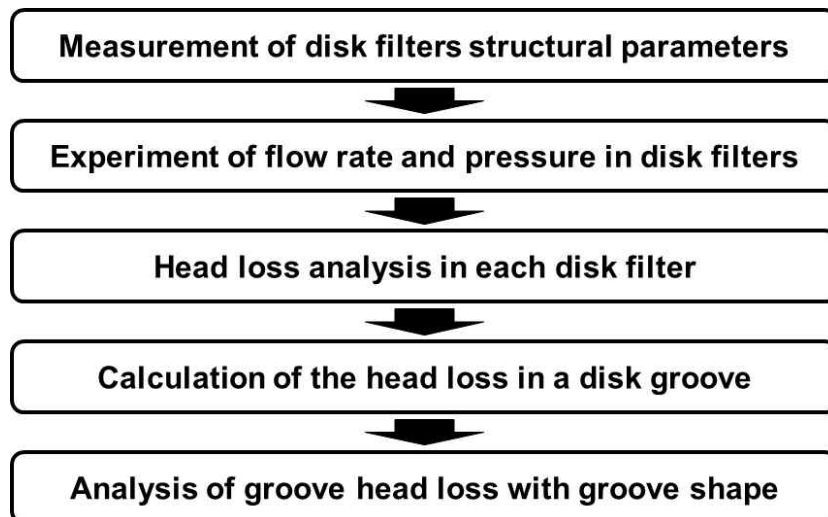 Measurement of disk filters structural parameters
Experiment of flow rate and pressure in disk filters
Head loss analysis in each disk filter
Calculation of the head loss in a disk groove
Analysis of groove head loss with groove shape